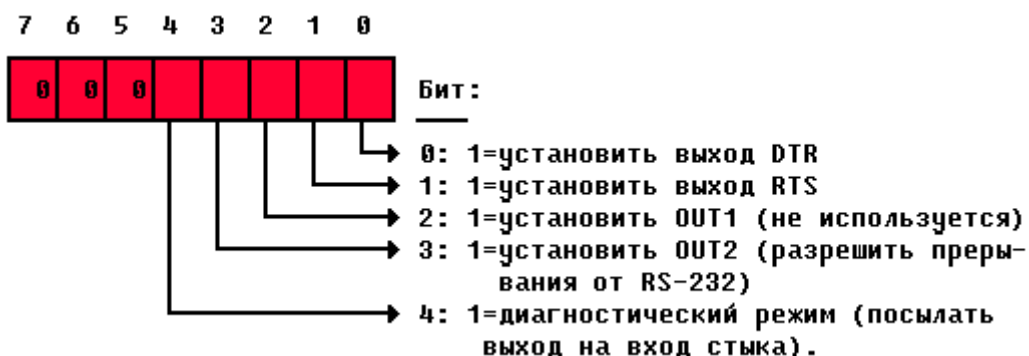 7 6 5 4 3 2 1 0
0 0 0
Бит:
0: 1=установить выход DTR
1: 1=установить выход RTS
2: 1=установить OUT1 (не используется)
3: 1=установить OUT2 (разрешить преры-
вания от RS-232)
4: 1=диагностический режим (посылать
выход на вход стыка).